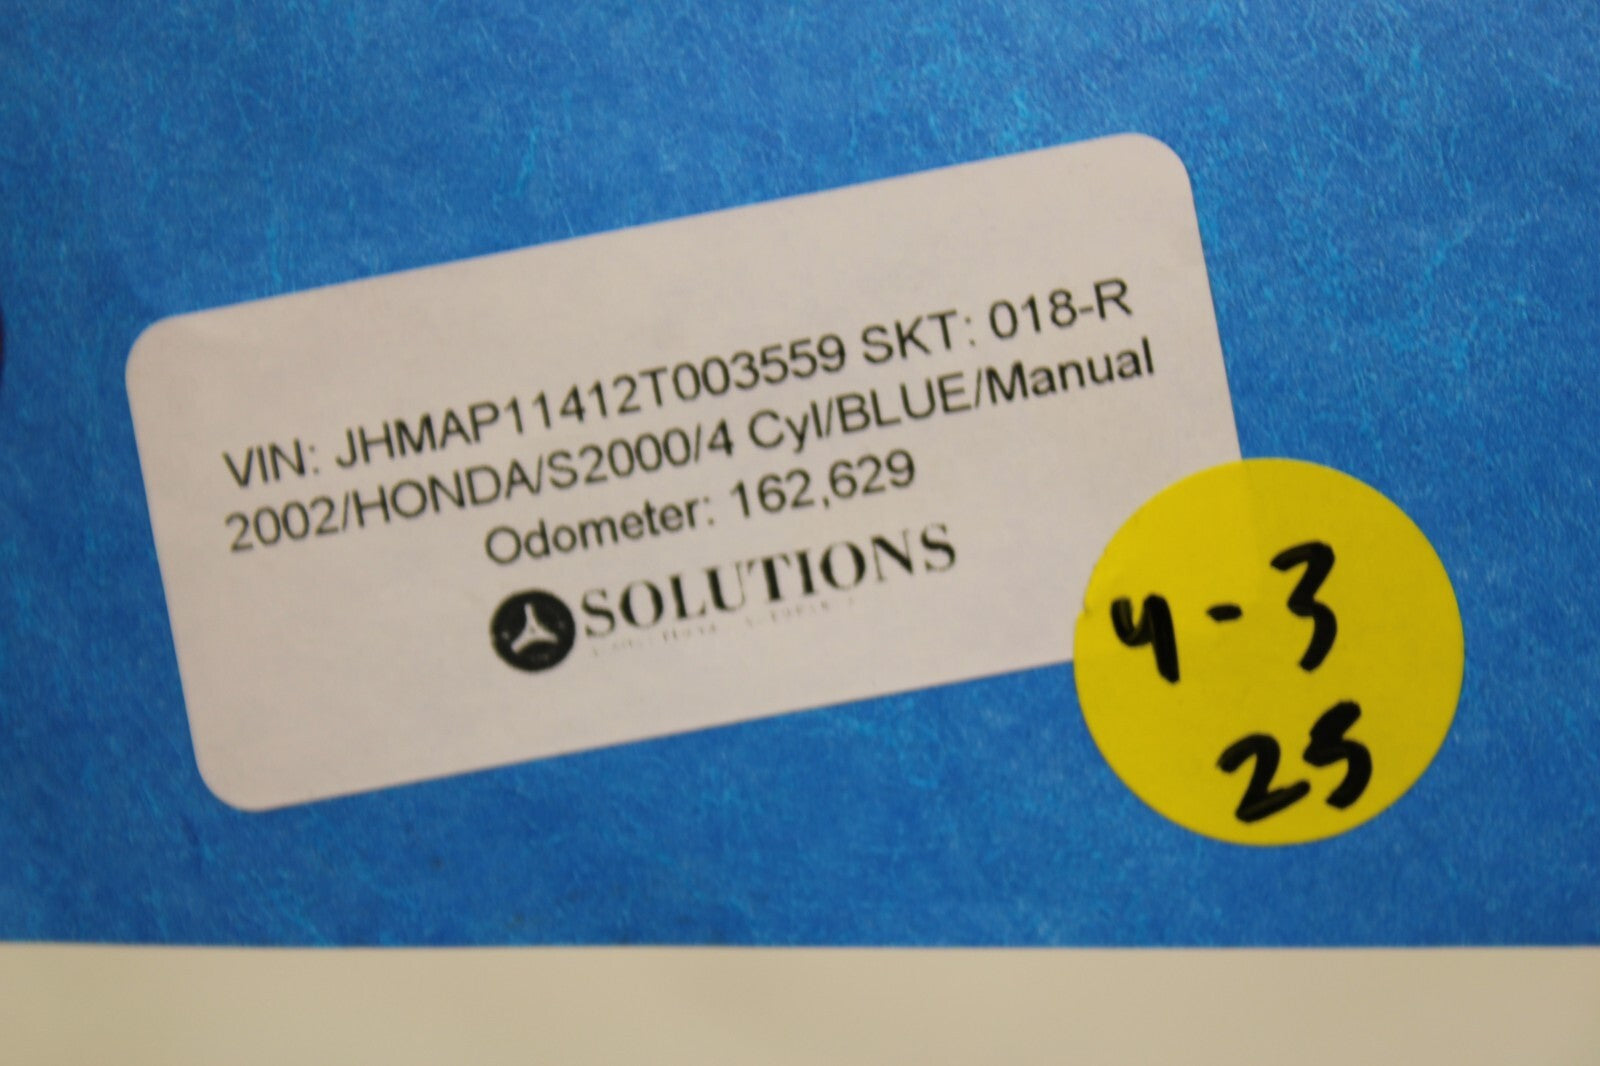 VIN: JHMAP11412T003559 SKT: 018-R
2002/HONDA/S2000/4 Cyl/BLUE/Manual
Odometer: 162,629
SOLUTIONS
4-3
25